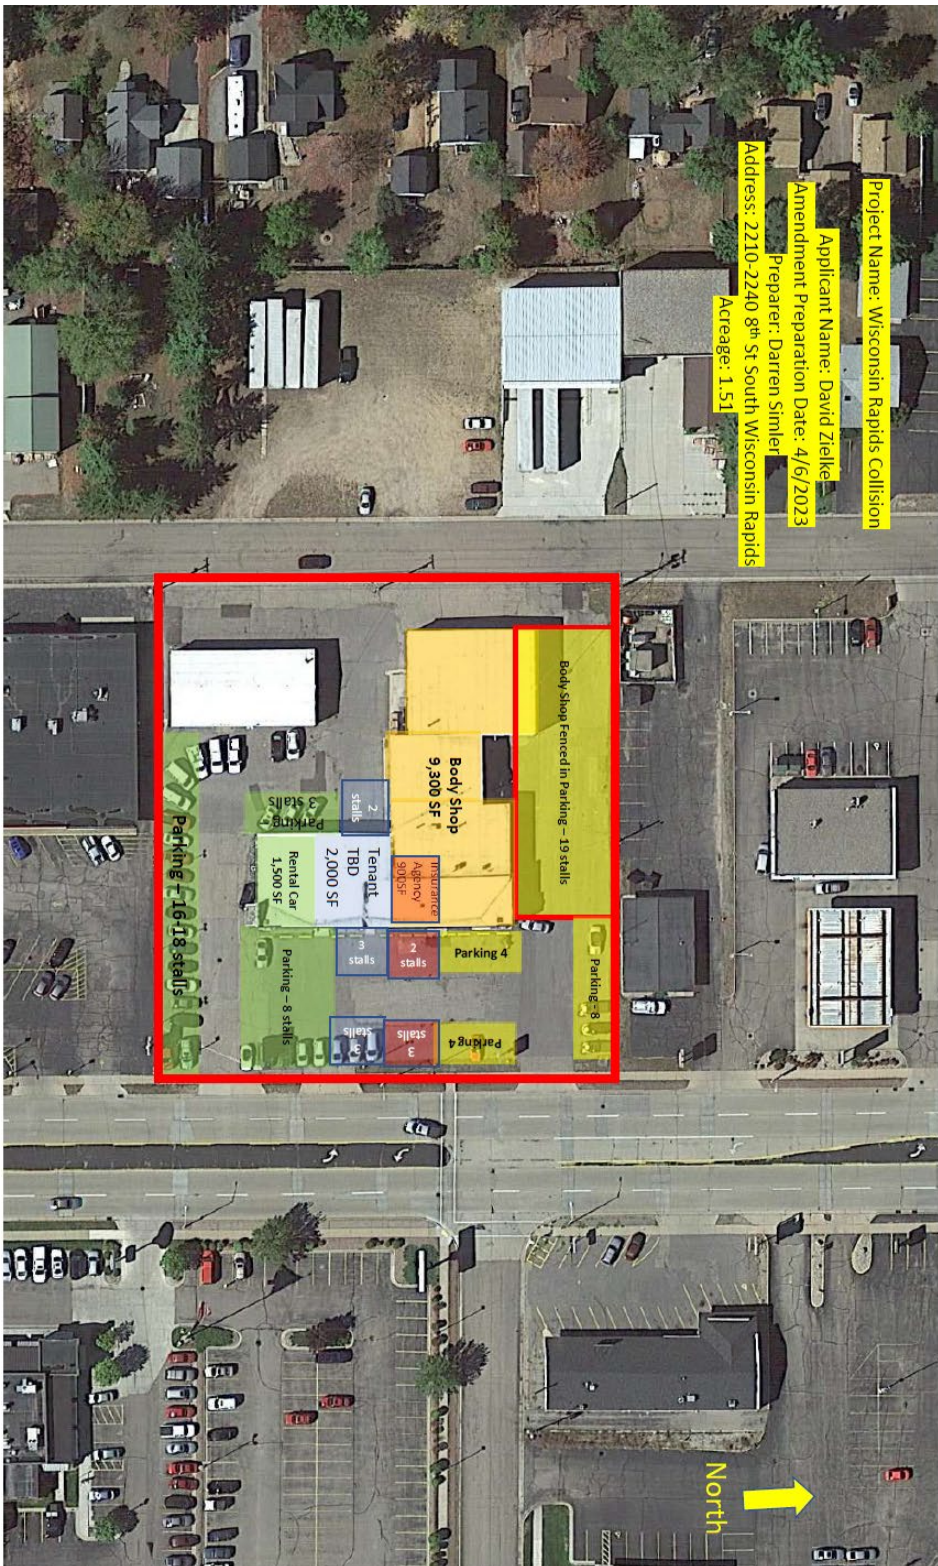 Project Name: Wisconsin Rapids Collision
Applicant Name: David Zielke
Amendment Preparation Date: 4/6/2023
Preparer: Darren Simler
Address: 2210-2240 8th St South Wisconsin Rapids
Acreage: 1.51
Body Shop Fenced in Parking – 19 stalls
Parking - 8
Body Shop
9,300 SF
Insurance
Agency*
900SF
Parking 4
Parking 4
2
stalls
Tenant
TBD
2,000 SF
2
stalls
3
stalls
3
stalls
3
stalls
Parking
3 stalls
Rental Car
1,500 SF
Parking – 8 stalls
Parking – 16-18 stalls
North